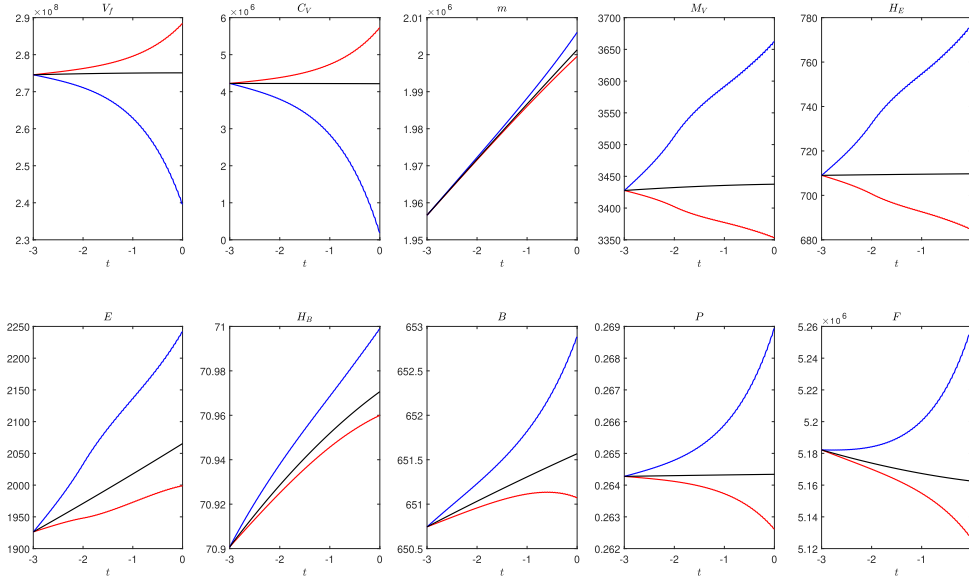 V_f C_V m M_V H_E
×10^8 ×10^6 ×10^6
2.9 6 2.01 3700 780
2.8 5 2 3650 760
2.7 4 1.99 3600 740
2.6 3 1.98 3550 720
2.5 2 1.97 3500 700
2.4 1 1.96 3450 680
2.3 0 1.95 3400
3350
-3 -2 -1 0 -3 -2 -1 0 -3 -2 -1 0 -3 -2 -1 0 -3 -2 -1 0
t t t t t
E H_B B P F
×10^6
2250 71 653 0.269 5.26
2200 70.98 652.5 0.268 5.24
2150 70.96 652 0.267 5.22
2100 70.94 651.5 0.266 5.2
2050 70.92 651 0.265 5.18
2000 70.9 650.5 0.264 5.16
1950 0.263 5.14
1900 0.262 5.12
-3 -2 -1 0 -3 -2 -1 0 -3 -2 -1 0 -3 -2 -1 0 -3 -2 -1 0
t t t t t